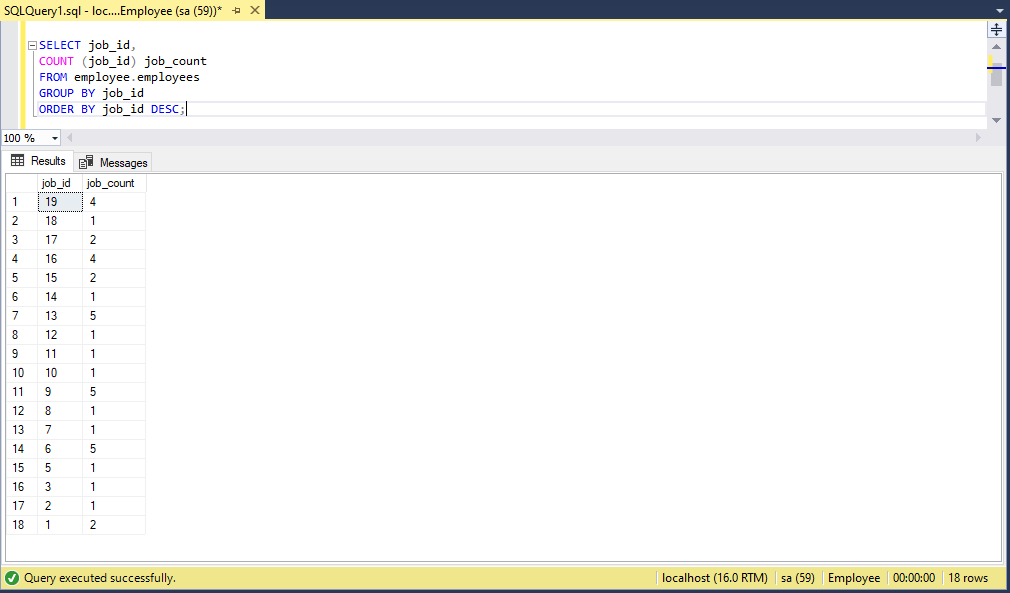 SQLQuery1.sql - loc....Employee (sa (59))*
SELECT job_id,
COUNT (job_id) job_count
FROM employee.employees
GROUP BY job_id
ORDER BY job_id DESC;
100 %
Results Messages
job_id job_count
1 19 4
2 18 1
3 17 2
4 16 4
5 15 2
6 14 1
7 13 5
8 12 1
9 11 1
10 10 1
11 9 5
12 8 1
13 7 1
14 6 5
15 5 1
16 3 1
17 2 1
18 1 2
Query executed successfully. localhost (16.0 RTM) sa (59) Employee 00:00:00 18 rows